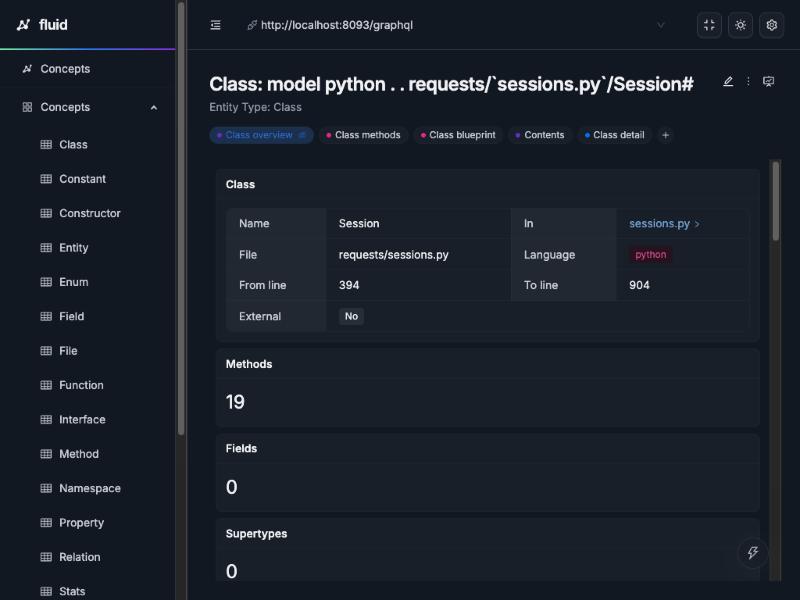 fluid
http://localhost:8093/graphql
Concepts
Concepts
Class
Constant
Constructor
Entity
Enum
Field
File
Function
Interface
Method
Namespace
Property
Relation
Stats
Class: model python . . requests/`sessions.py`/Session#
Entity Type: Class
Class overview
Class methods
Class blueprint
Contents
Class detail
+
Class
Name Session In sessions.py >
File requests/sessions.py Language python
From line 394 To line 904
External No
Methods
19
Fields
0
Supertypes
0